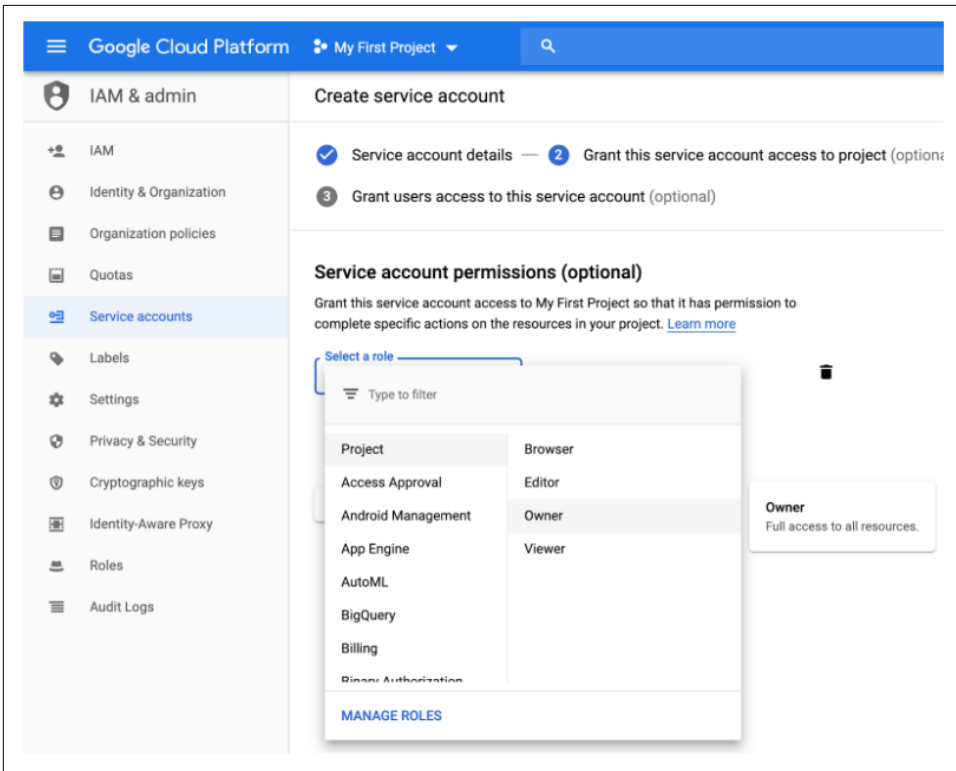 Google Cloud Platform
My First Project
IAM & admin
IAM
Identity & Organization
Organization policies
Quotas
Service accounts
Labels
Settings
Privacy & Security
Cryptographic keys
Identity-Aware Proxy
Roles
Audit Logs
Create service account
Service account details — 2 Grant this service account access to project (optiona
3 Grant users access to this service account (optional)
Service account permissions (optional)
Grant this service account access to My First Project so that it has permission to
complete specific actions on the resources in your project. Learn more
Select a role
Type to filter
Project
Access Approval
Android Management
App Engine
AutoML
BigQuery
Billing
Binary Authorization
Browser
Editor
Owner
Viewer
Owner
Full access to all resources.
MANAGE ROLES